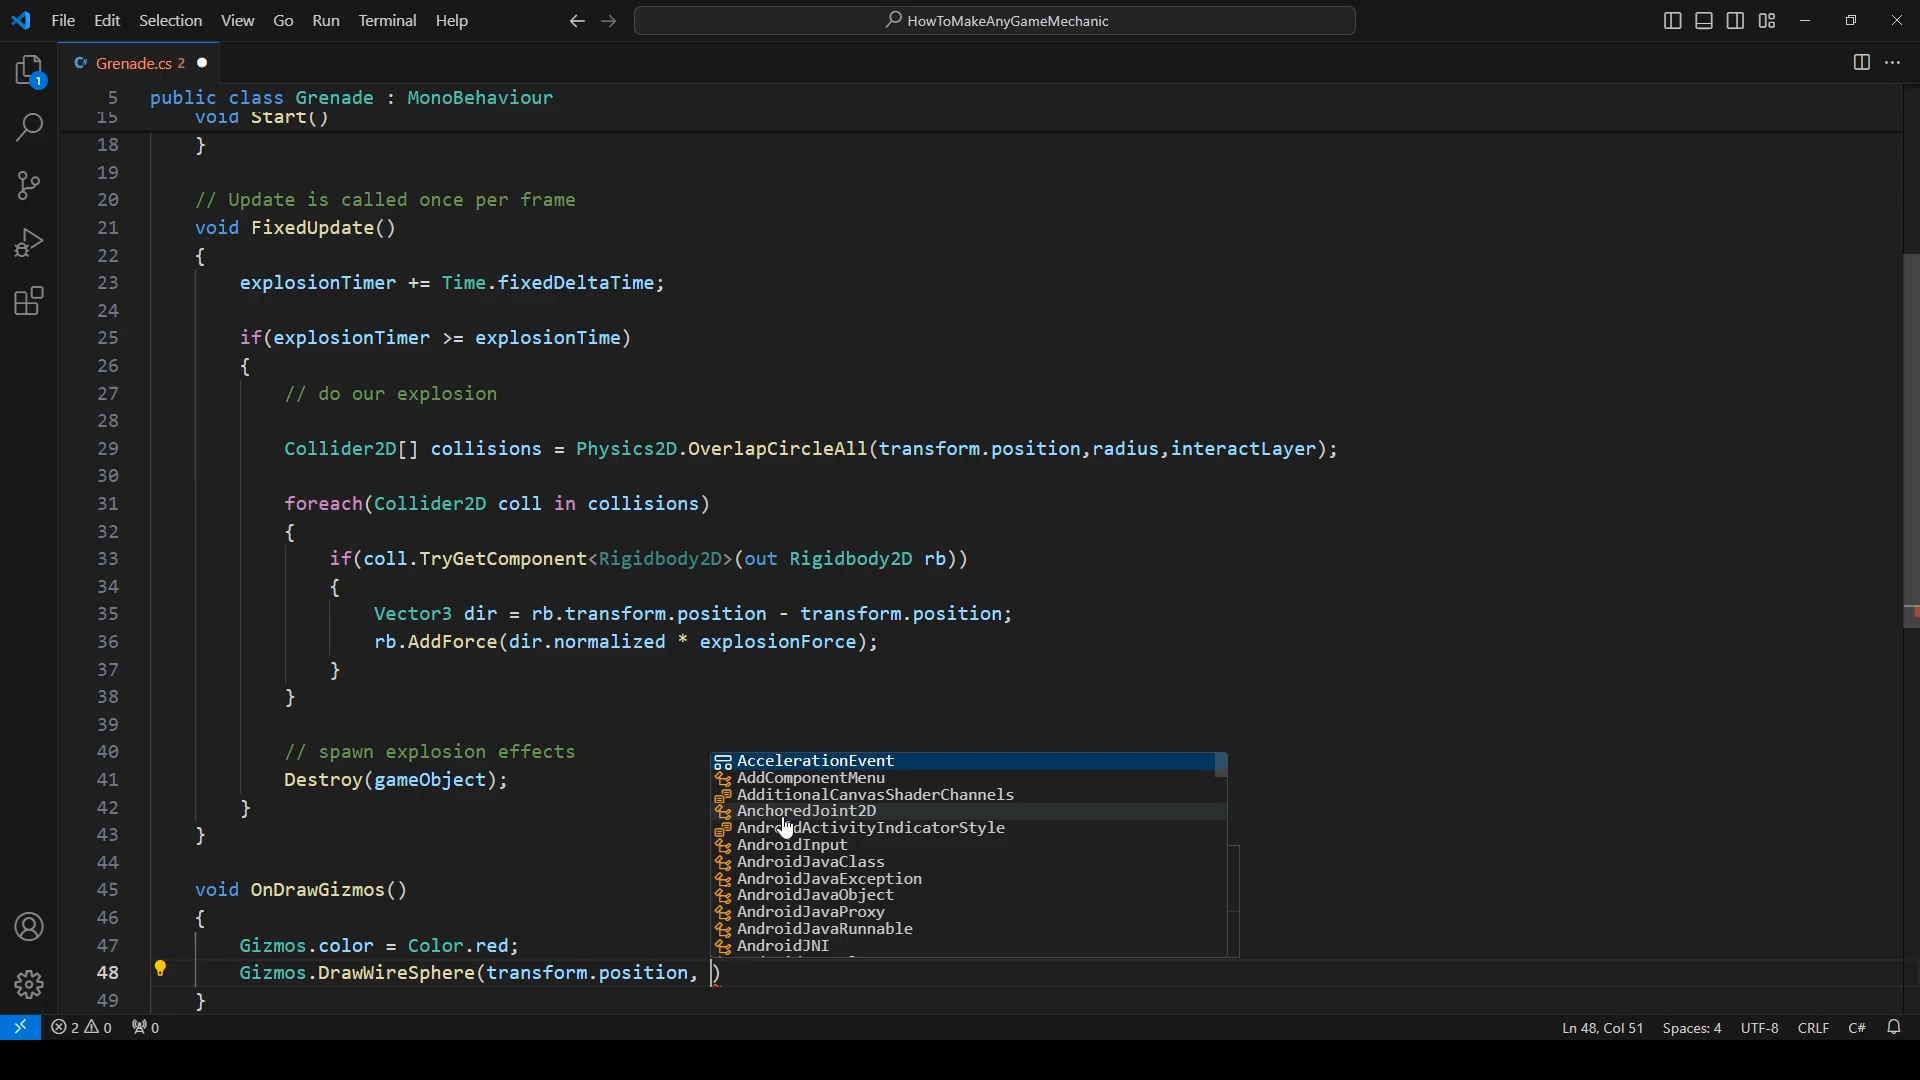 File Edit Selection View Go Run Terminal Help
HowToMakeAnyGameMechanic
C# Grenade.cs 2
1
5 public class Grenade : MonoBehaviour
15 void Start()
18 }
19
20 // Update is called once per frame
21 void FixedUpdate()
22 {
23 explosionTimer += Time.fixedDeltaTime;
24
25 if(explosionTimer >= explosionTime)
26 {
27 // do our explosion
28
29 Collider2D[] collisions = Physics2D.OverlapCircleAll(transform.position,radius,interactLayer);
30
31 foreach(Collider2D coll in collisions)
32 {
33 if(coll.TryGetComponent<Rigidbody2D>(out Rigidbody2D rb))
34 {
35 Vector3 dir = rb.transform.position - transform.position;
36 rb.AddForce(dir.normalized * explosionForce);
37 }
38 }
39
40 // spawn explosion effects
41 Destroy(gameObject);
42 }
43 }
44
45 void OnDrawGizmos()
46 {
47 Gizmos.color = Color.red;
48 Gizmos.DrawWireSphere(transform.position, )
49 }
AccelerationEvent
AddComponentMenu
AdditionalCanvasShaderChannels
AnchoredJoint2D
AndroidActivityIndicatorStyle
AndroidInput
AndroidJavaClass
AndroidJavaException
AndroidJavaObject
AndroidJavaProxy
AndroidJavaRunnable
AndroidJNI
2 0 0
Ln 48, Col 51 Spaces: 4 UTF-8 CRLF C#